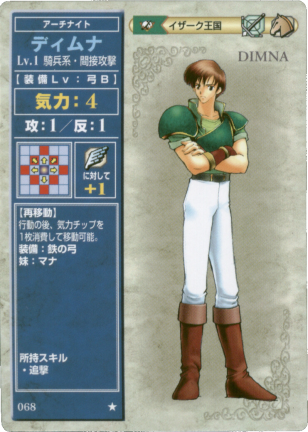 アーチナイト
ディムナ
Lv.1 騎兵系・間接攻撃
【装備Lv：弓B】
気力：4
攻：1／反：1
に対して
+1
【再移動】
行動の後、気力チップを
1枚消費して移動可能。
装備：鉄の弓
妹：マナ
所持スキル
・追撃
068 ★
イザーク王国
DIMNA